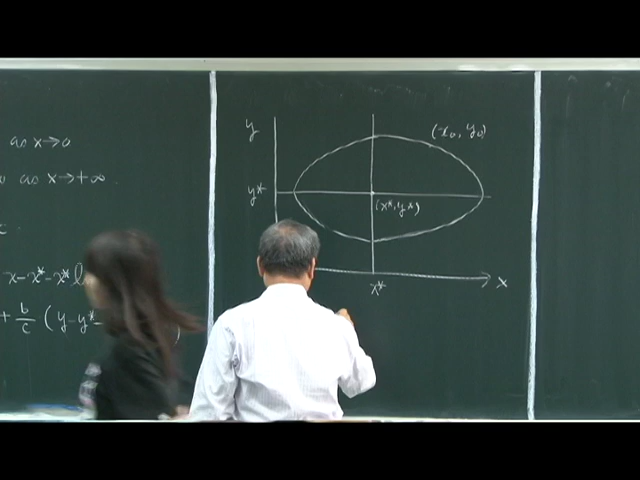 as x→0
as x→+∞
x-x*-x*
+ b/c (y-y*
y
(x₀, y₀)
y*
(x*,y*)
x
x*